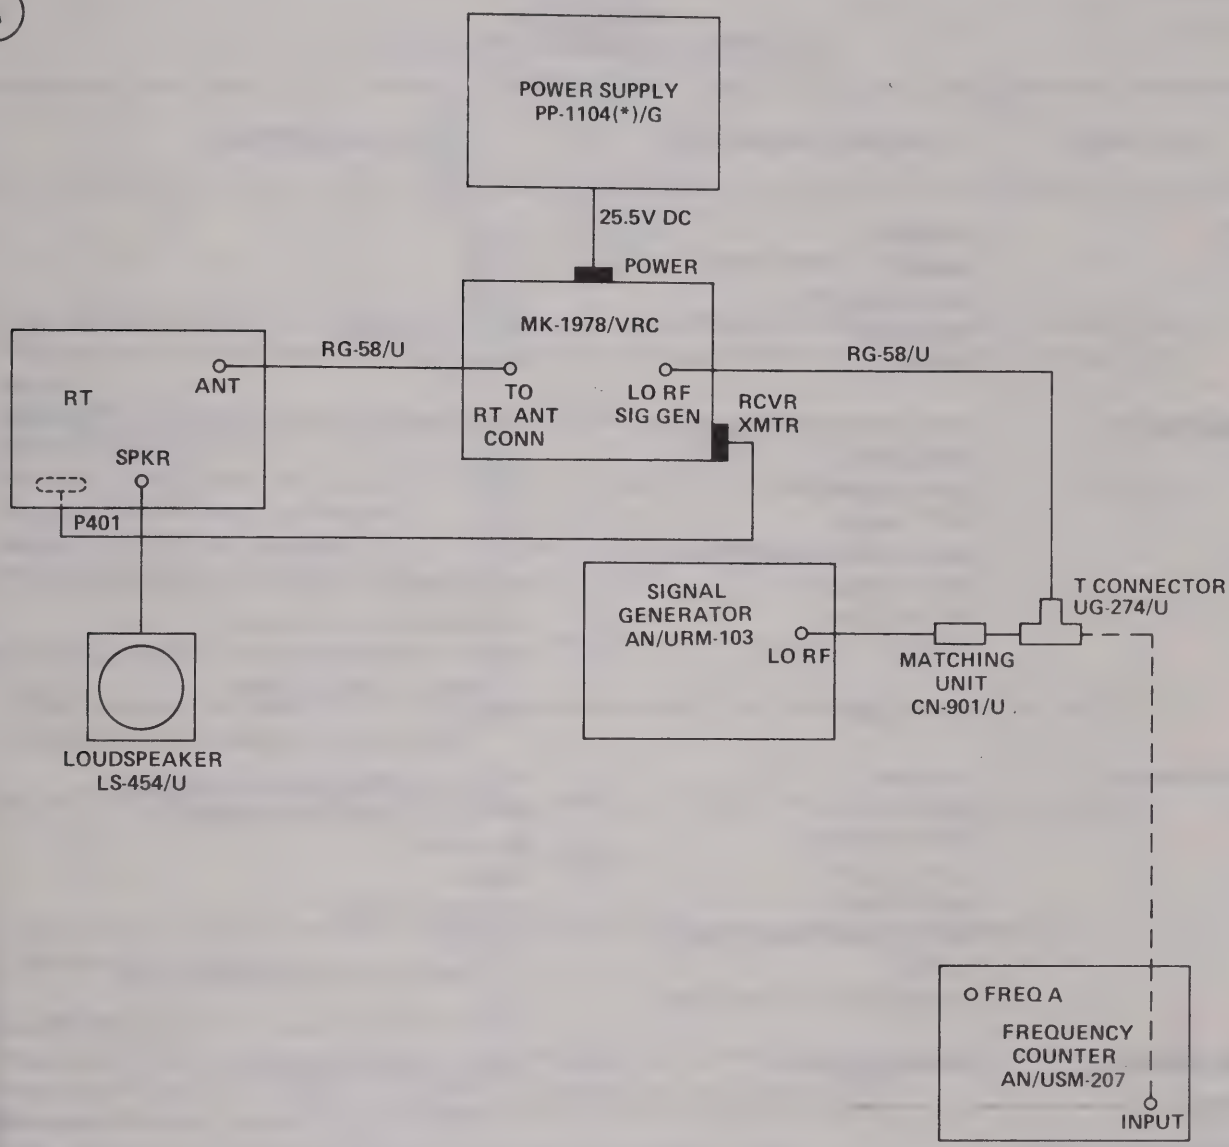 POWER SUPPLY
PP-1104(*)/G
25.5V DC
POWER
MK-1978/VRC
RG-58/U
RG-58/U
ANT
RT
TO
RT ANT
CONN
LO RF
SIG GEN
RCVR
XMTR
SPKR
P401
SIGNAL
GENERATOR
AN/URM-103
LO RF
T CONNECTOR
UG-274/U
MATCHING
UNIT
CN-901/U
LOUDSPEAKER
LS-454/U
FREQ A
FREQUENCY
COUNTER
AN/USM-207
INPUT